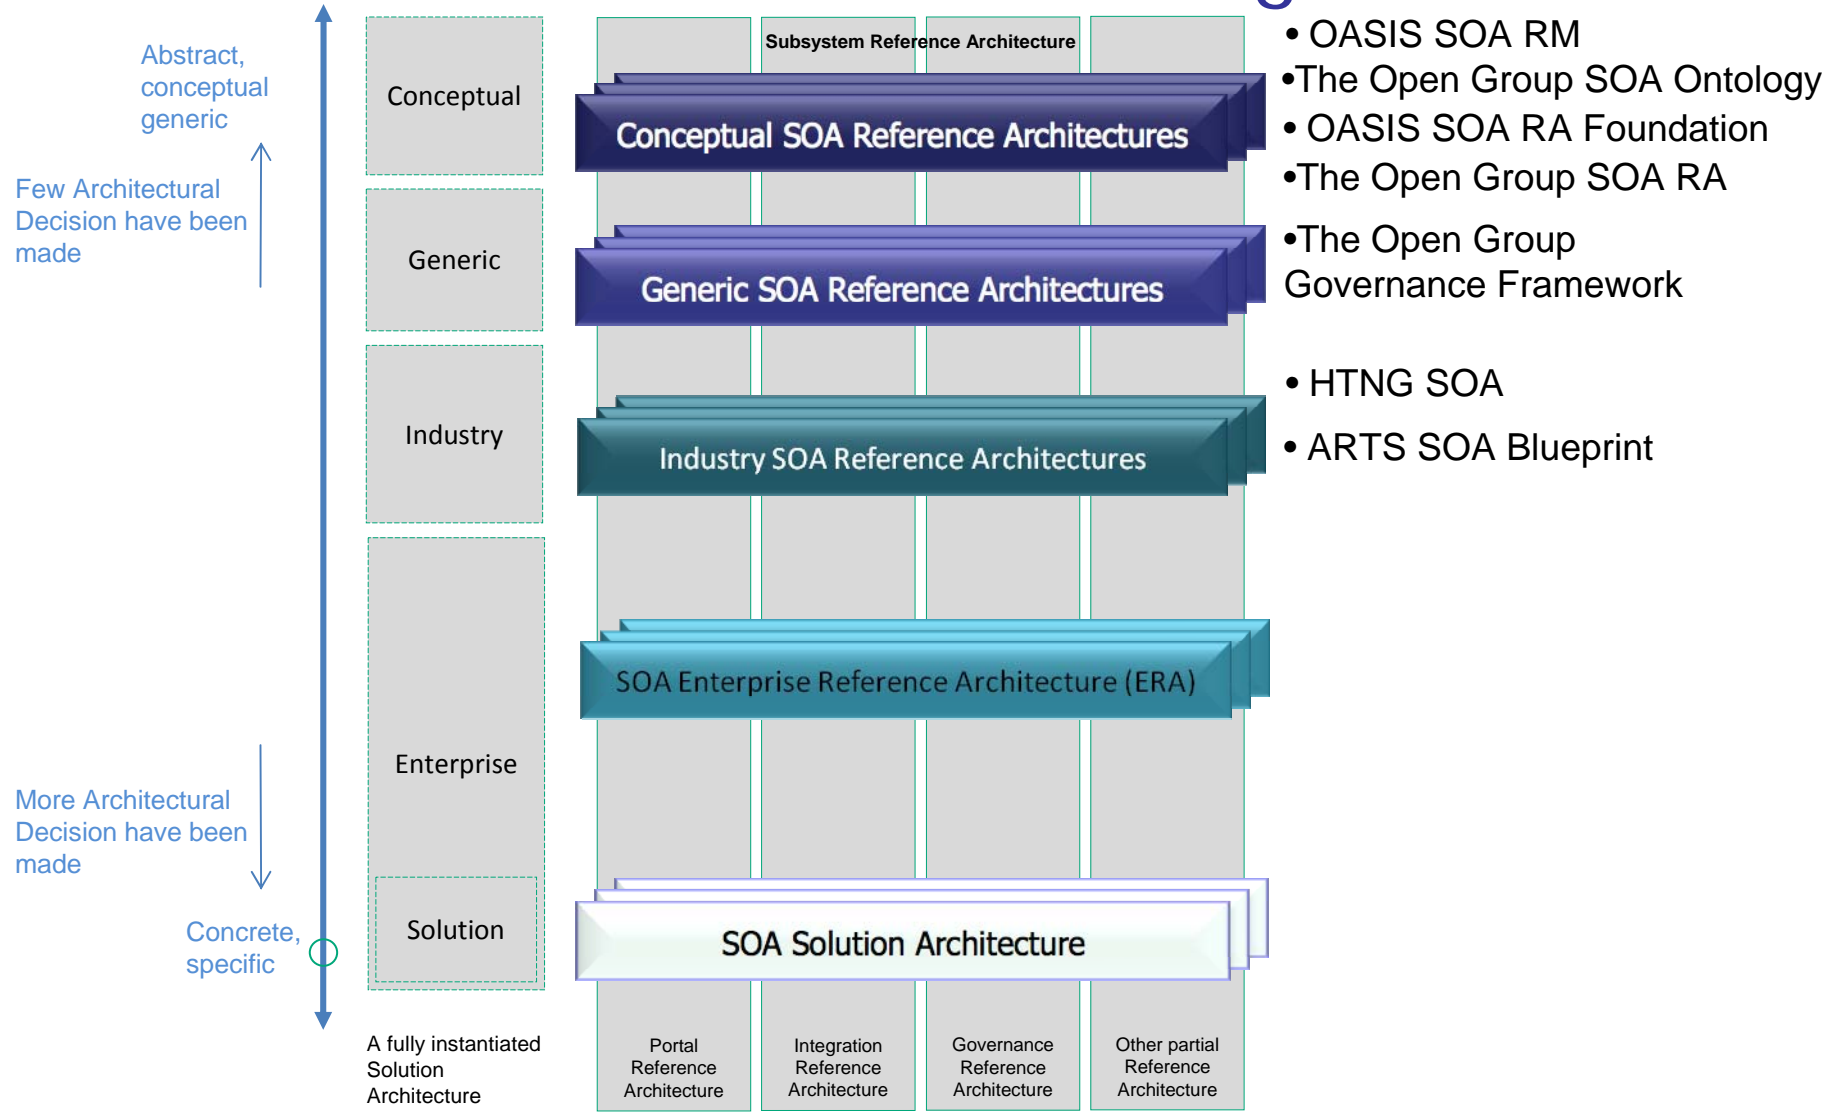 g
Subsystem Reference Architecture
Abstract,
conceptual
generic
Few Architectural
Decision have been
made
More Architectural
Decision have been
made
Concrete,
specific
Conceptual
Generic
Industry
Enterprise
Solution
A fully instantiated
Solution
Architecture
Conceptual SOA Reference Architectures
Generic SOA Reference Architectures
Industry SOA Reference Architectures
SOA Enterprise Reference Architecture (ERA)
SOA Solution Architecture
Portal
Reference
Architecture
Integration
Reference
Architecture
Governance
Reference
Architecture
Other partial
Reference
Architecture
• OASIS SOA RM
•The Open Group SOA Ontology
• OASIS SOA RA Foundation
•The Open Group SOA RA
•The Open Group
Governance Framework
• HTNG SOA
• ARTS SOA Blueprint